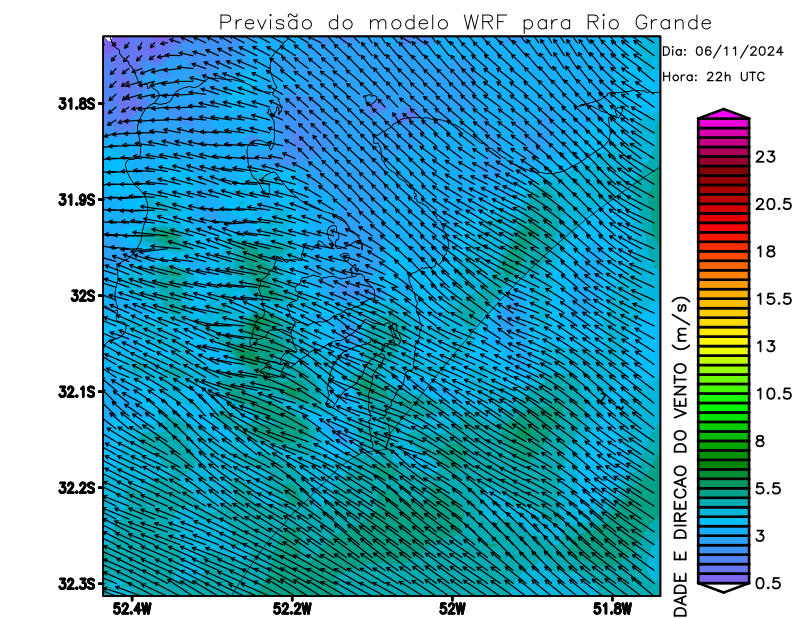 Previsão do modelo WRF para Rio Grande
Dia: 06/11/2024
Hora: 22h UTC
31.8S
31.9S
32S
32.1S
32.2S
32.3S
52.4W
52.2W
52W
51.8W
DADE E DIRECAO DO VENTO (m/s)
23
20.5
18
15.5
13
10.5
8
5.5
3
0.5